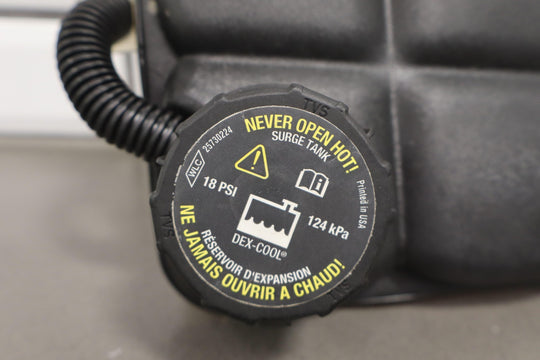 NEVER OPEN HOT!
SURGE TANK
WLC 25730224
18 PSI
124 kPa
Printed in USA
DEX-COOL®
RÉSERVOIR D'EXPANSION
NE JAMAIS OUVRIR A CHAUD!